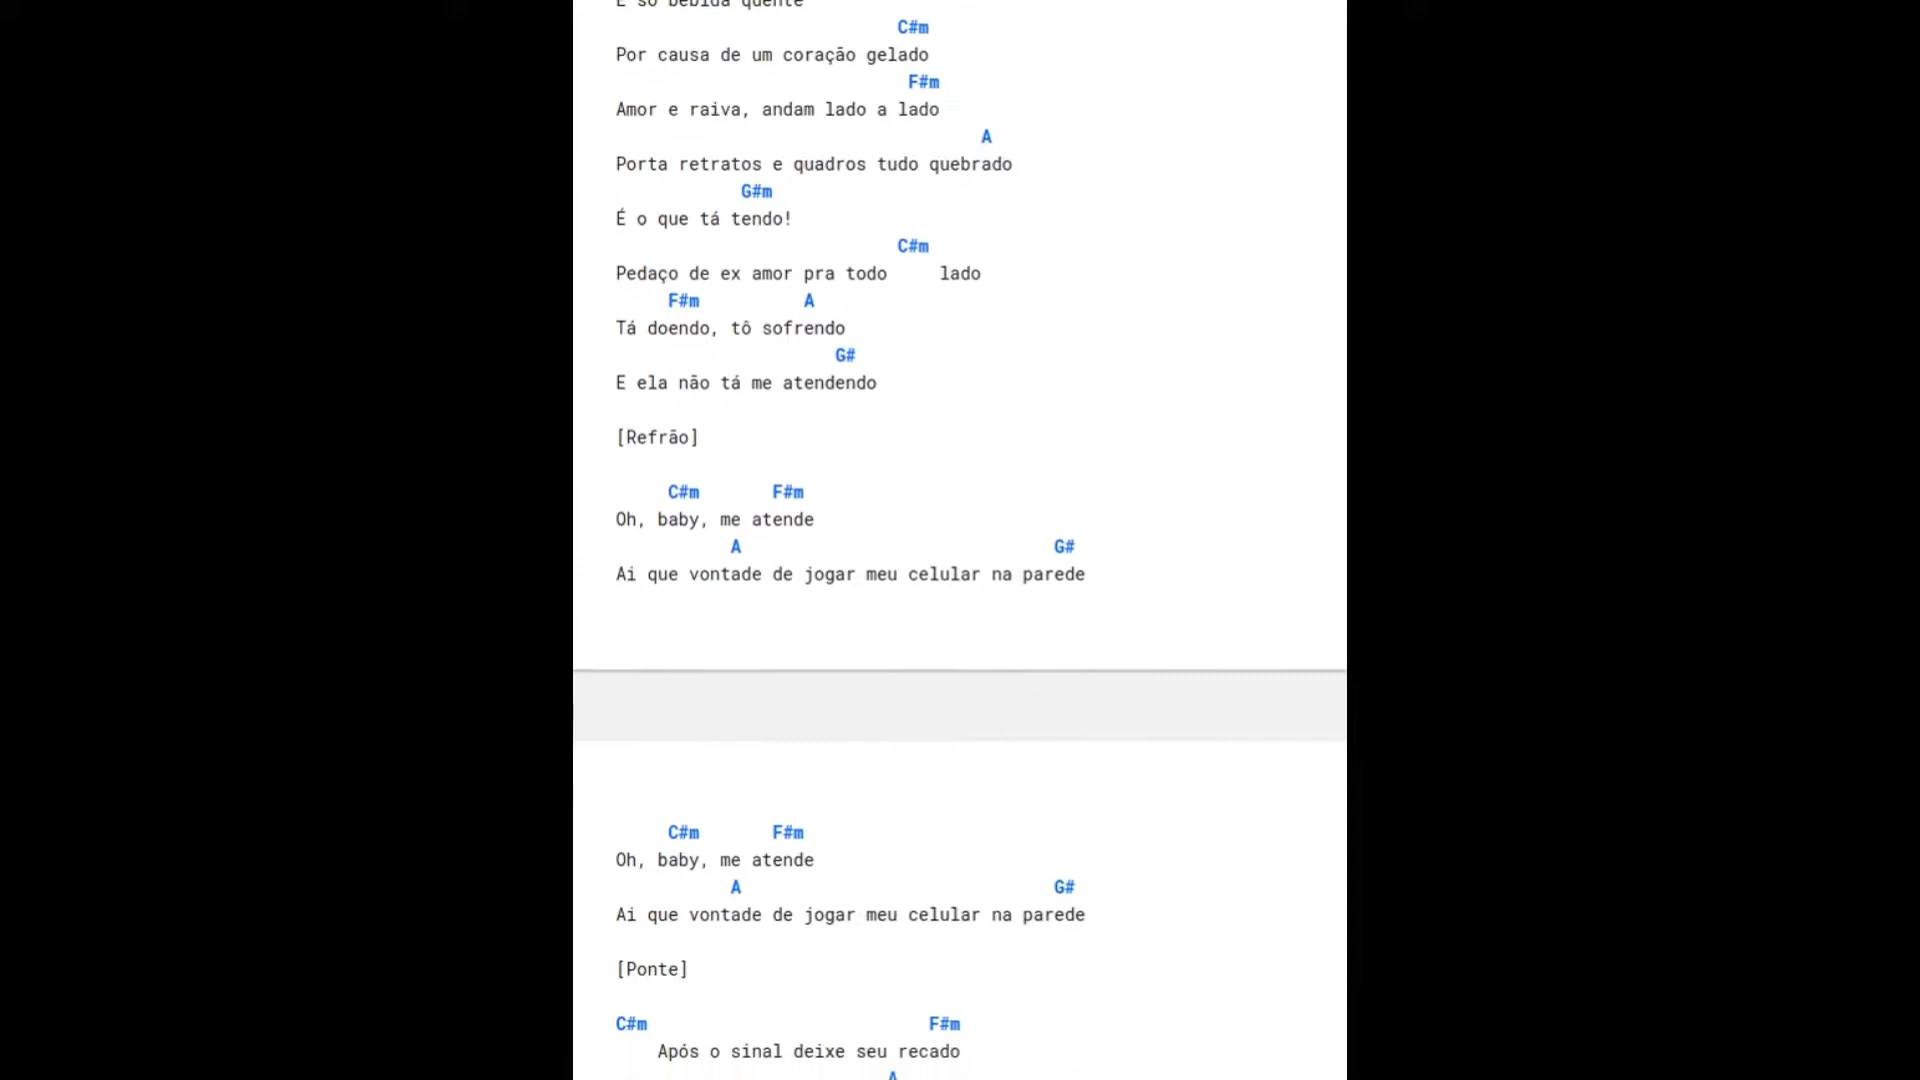 E só bebida quente
C#m
Por causa de um coração gelado
F#m
Amor e raiva, andam lado a lado
A
Porta retratos e quadros tudo quebrado
G#m
É o que tá tendo!
C#m
Pedaço de ex amor pra todo     lado
F#m          A
Tá doendo, tô sofrendo
G#
E ela não tá me atendendo
[Refrão]
C#m       F#m
Oh, baby, me atende
A                              G#
Ai que vontade de jogar meu celular na parede
C#m       F#m
Oh, baby, me atende
A                              G#
Ai que vontade de jogar meu celular na parede
[Ponte]
C#m                           F#m
Após o sinal deixe seu recado
A